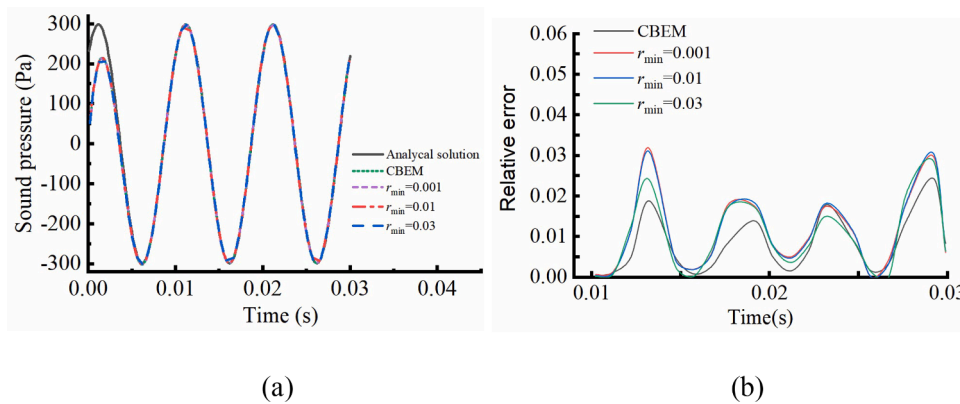 300
200
100
0
-100
-200
-300
Sound pressure (Pa)
0.00
0.01
0.02
0.03
0.04
Time (s)
Analycal solution
CBEM
rmin=0.001
rmin=0.01
rmin=0.03
(a)
0.06
0.05
0.04
0.03
0.02
0.01
0.00
Relative error
0.01
0.02
0.03
Time(s)
CBEM
rmin=0.001
rmin=0.01
rmin=0.03
(b)